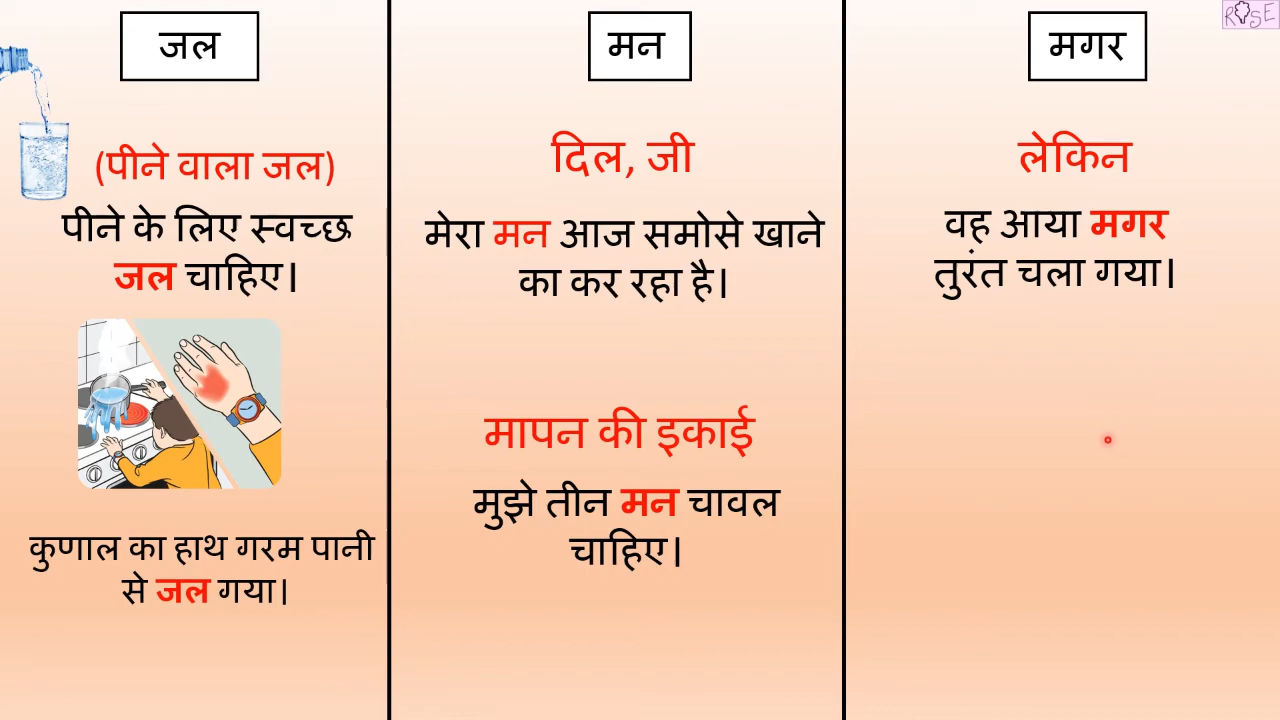 जल
(पीने वाला जल)
पीने के लिए स्वच्छ
जल चाहिए।
कुणाल का हाथ गरम पानी
से जल गया।
मन
दिल, जी
मेरा मन आज समोसे खाने
का कर रहा है।
मापन की इकाई
मुझे तीन मन चावल
चाहिए।
मगर
लेकिन
वह आया मगर
तुरंत चला गया।
ROSE